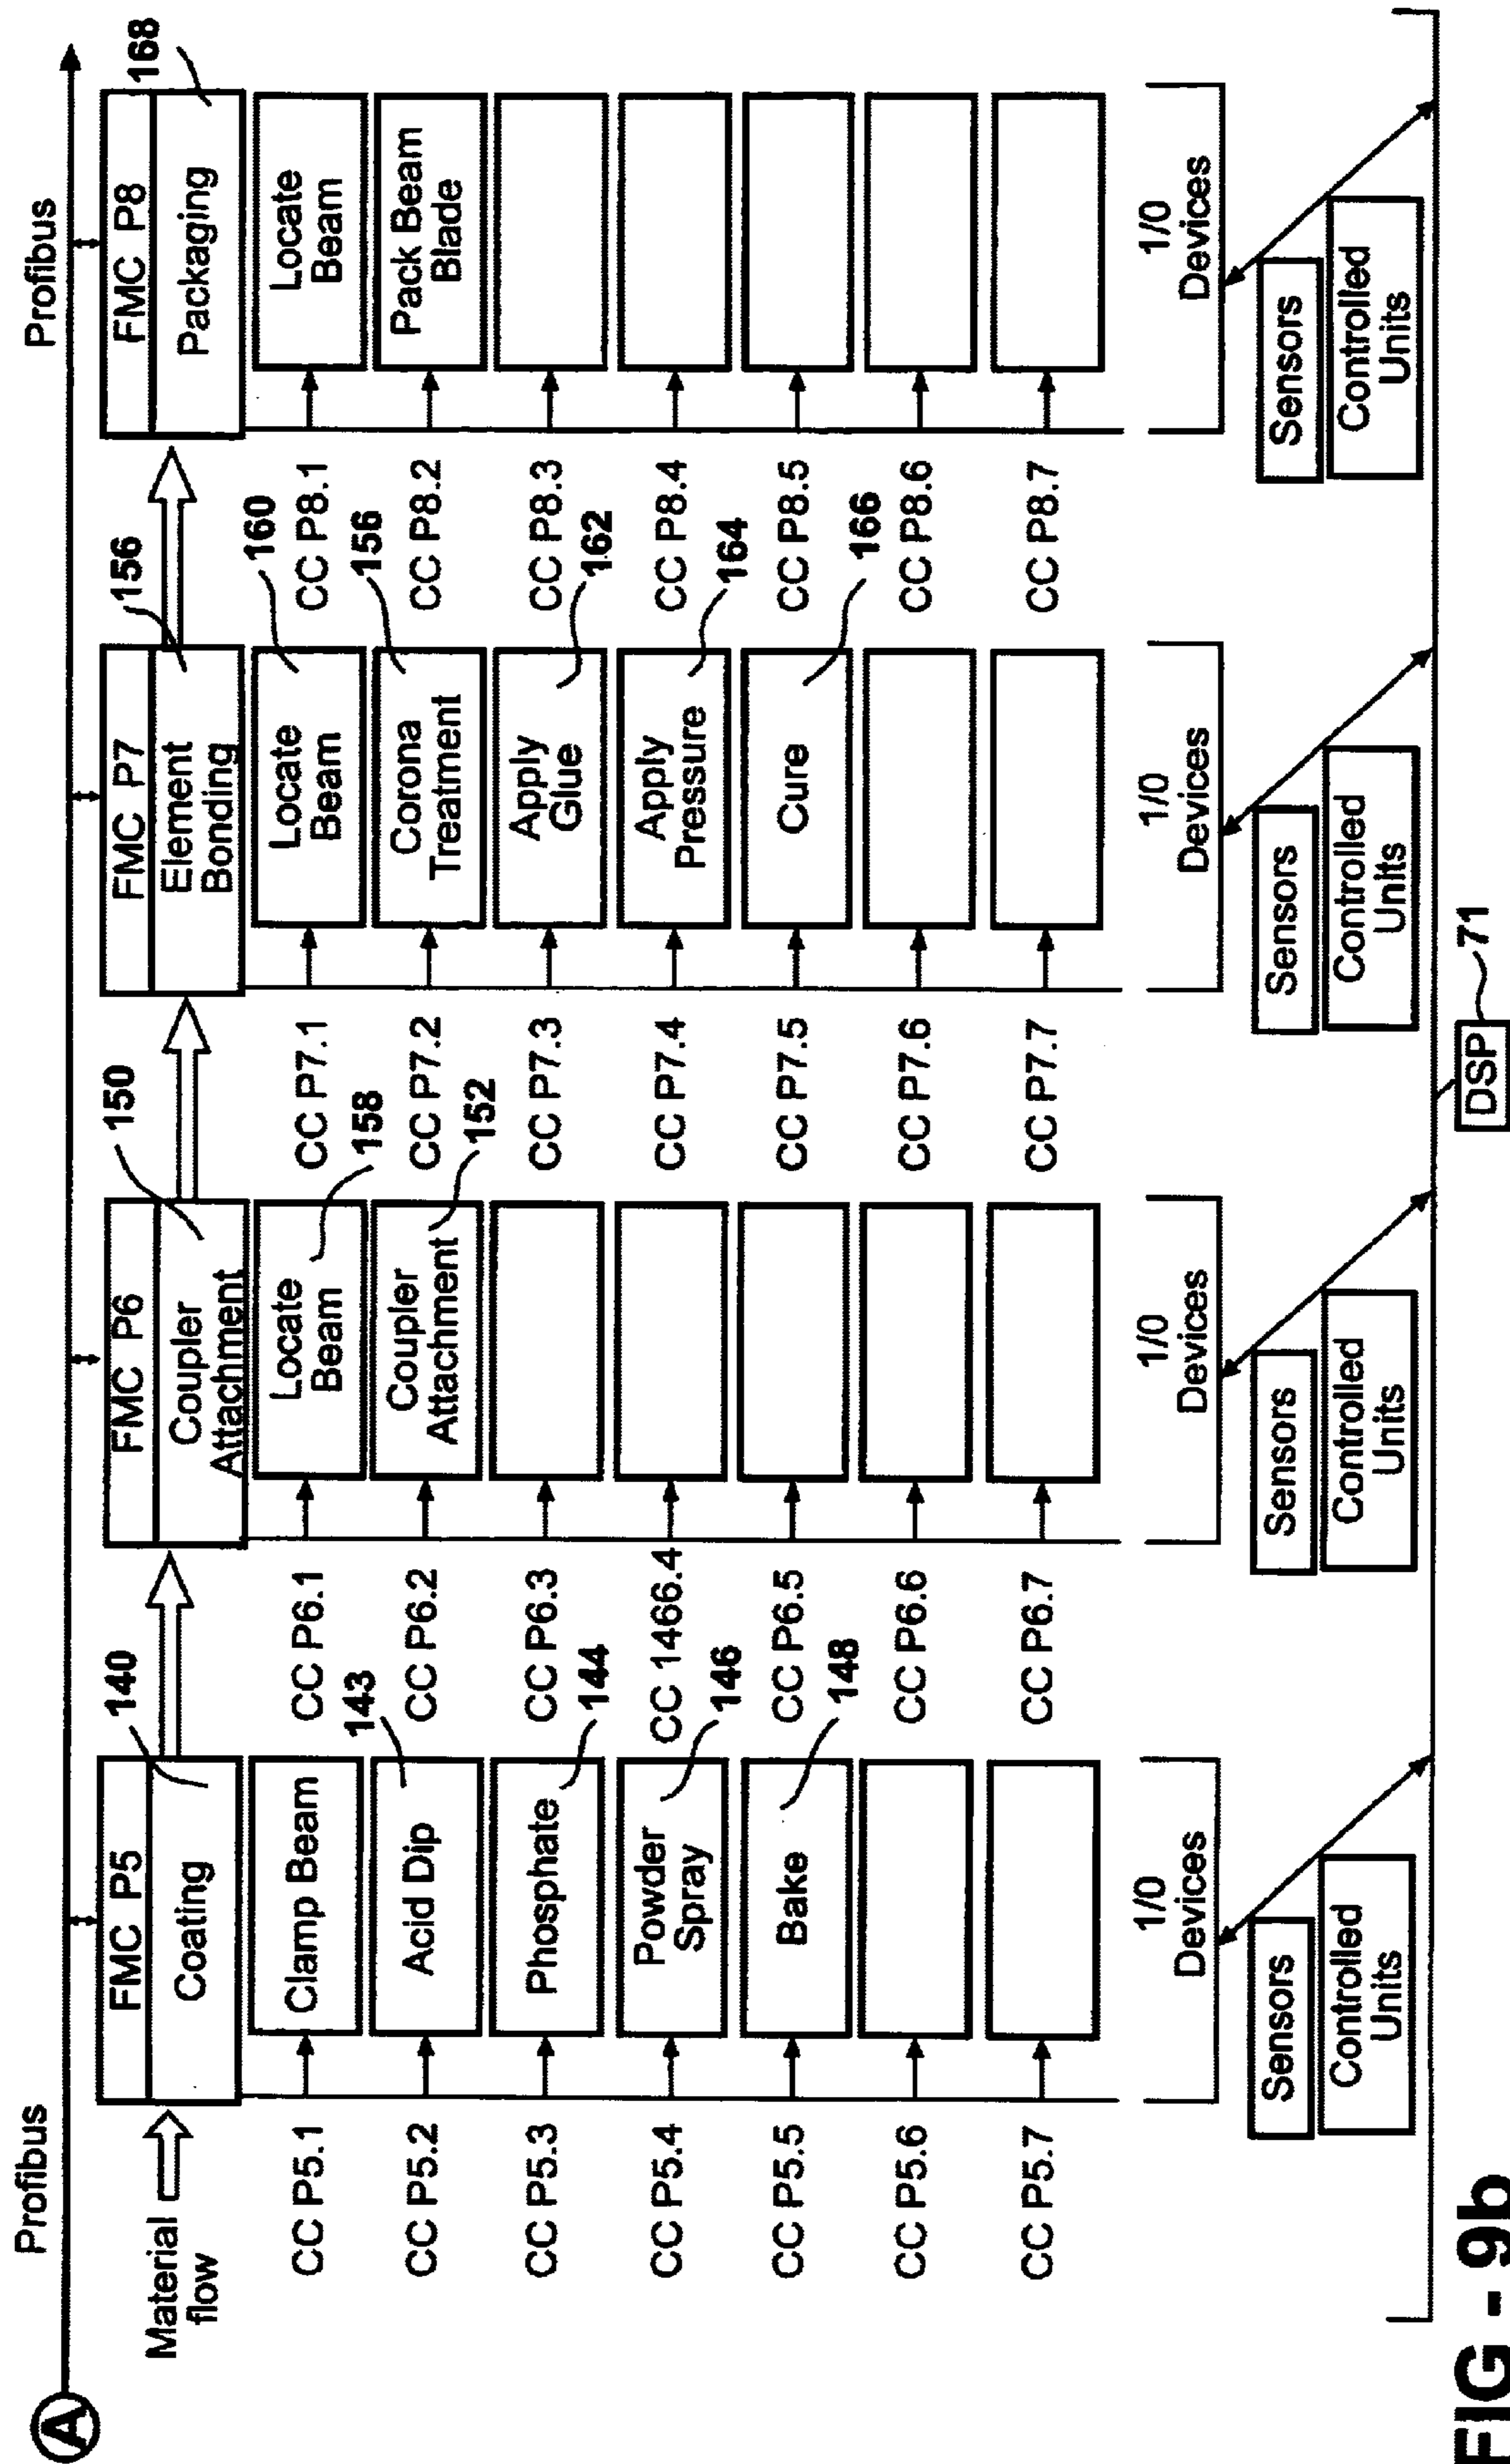 Profibus
Profibus
A
Material
flow
FMC P5
Coating
140
Clamp Beam
Acid Dip
143
Phosphate
144
Powder
Spray
146
Bake
148
CC P5.1
CC P5.2
CC P5.3
CC P5.4
CC P5.5
CC P5.6
CC P5.7
1/0
Devices
Sensors
Controlled
Units
FMC P6
Coupler
Attachment
150
Locate
Beam
158
Coupler
Attachment
152
CC P6.1
CC P6.2
CC P6.3
CC 1466.4
CC P6.5
CC P6.6
CC P6.7
1/0
Devices
Sensors
Controlled
Units
FMC P7
Element
Bonding
156
Locate
Beam
160
Corona
Treatment
156
Apply
Glue
162
Apply
Pressure
164
Cure
166
CC P7.1
CC P7.2
CC P7.3
CC P7.4
CC P7.5
CC P7.6
CC P7.7
1/0
Devices
Sensors
Controlled
Units
FMC P8
Packaging
168
Locate
Beam
Pack Beam
Blade
CC P8.1
CC P8.2
CC P8.3
CC P8.4
CC P8.5
CC P8.6
CC P8.7
1/0
Devices
Sensors
Controlled
Units
DSP
71
FIG - 9b